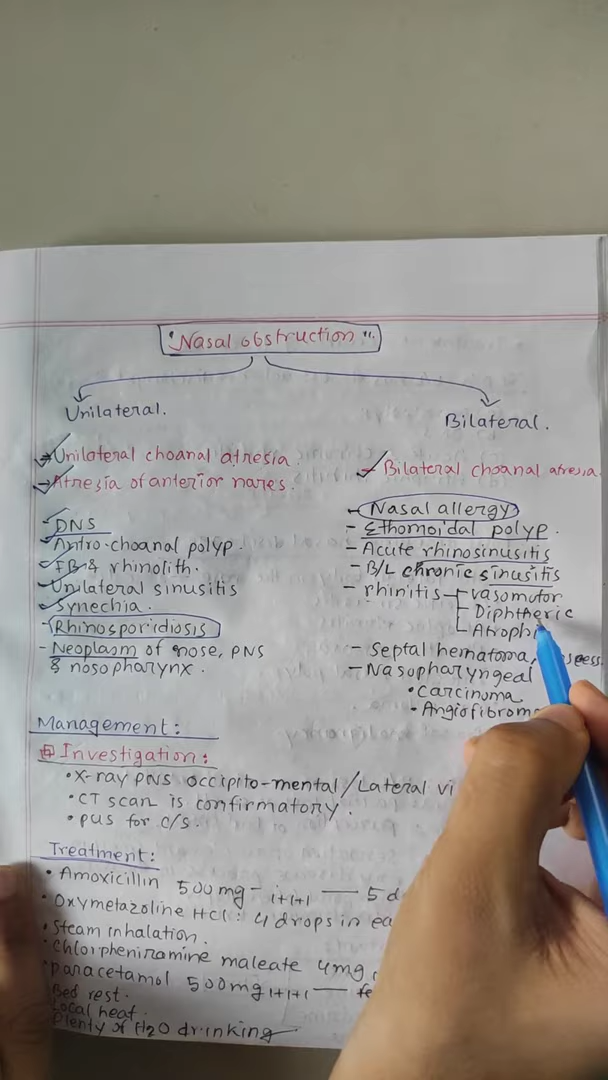 "Nasal obstruction"
Unilateral.
Unilateral choanal atresia.
Atresia of anterior nares.
- DNS
- Antro-choanal polyp.
- FB & rhinolith.
- Unilateral sinusitis
- Synechia.
- Rhinosporidiosis
- Neoplasm of nose, PNS
& nosopharynx.
Bilateral.
Bilateral choanal atresia.
- Nasal allergy
- Ethomoidal polyp.
- Acute rhinosinusitis
- B/L chronic sinusitis
- rhinitis - vasomotor
- Diphtheric
- Atrophi
- Septal hematoma,
- Nasopharyngeal
• Carcinoma
• Angiofibroma
Management:
Investigation:
• X-ray PNS occipito-mental/Lateral vi
• CT scan is confirmatory.
• pus for c/s.
Treatment:
• Amoxicillin 500mg - 1+1+1 — 5 d
• Oxymetazoline HCl: 4 drops in ea
• Steam inhalation.
• Chlorpheniramine maleate 4mg
• paracetamol 500mg 1+1+1 —
Bed rest.
Local heat.
Plenty of H2O drinking